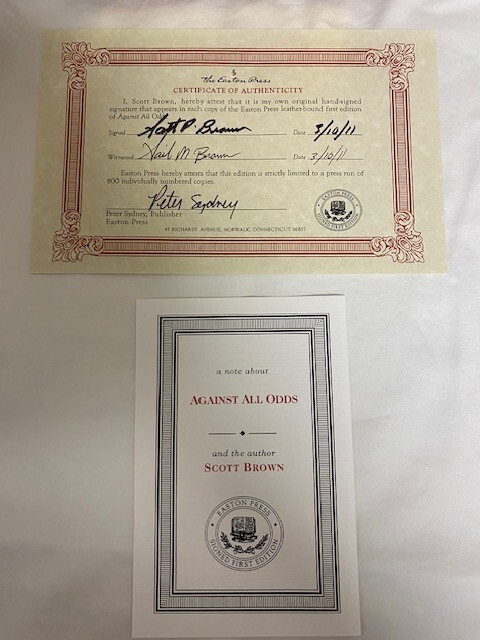 The Easton Press
CERTIFICATE OF AUTHENTICITY
I, Scott Brown, hereby attest that it is my own original hand-signed
signature that appears in each copy of the Easton Press leather-bound first edition
of Against All Odds.
Signed Scott P Brown Date 3/10/11
Witnessed Gail M Brown Date 3/10/11
Easton Press hereby attests that this edition is strictly limited to a press run of
800 individually numbered copies.
Peter Sydney
Peter Sydney, Publisher
Easton Press
EASTON PRESS
SIGNED FIRST EDITION
47 RICHARDS AVENUE, NORWALK, CONNECTICUT 06857
a note about
AGAINST ALL ODDS
and the author
SCOTT BROWN
EASTON PRESS
SIGNED FIRST EDITION